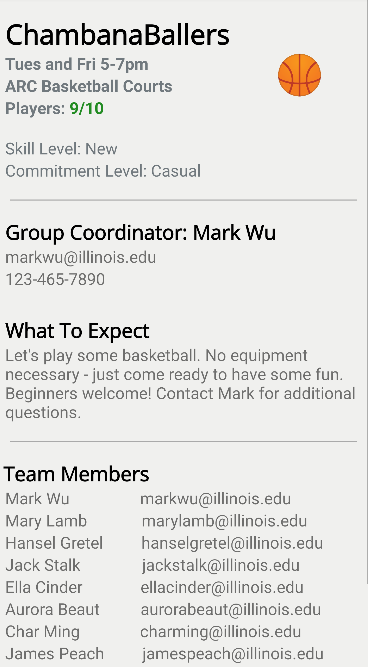 ChambanaBallers
Tues and Fri 5-7pm
ARC Basketball Courts
Players: 9/10
Skill Level: New
Commitment Level: Casual
Group Coordinator: Mark Wu
markwu@illinois.edu
123-465-7890
What To Expect
Let's play some basketball. No equipment
necessary - just come ready to have some fun.
Beginners welcome! Contact Mark for additional
questions.
Team Members
Mark Wu markwu@illinois.edu
Mary Lamb marylamb@illinois.edu
Hansel Gretel hanselgretel@illinois.edu
Jack Stalk jackstalk@illinois.edu
Ella Cinder ellacinder@illinois.edu
Aurora Beaut aurorabeaut@illinois.edu
Char Ming charming@illinois.edu
James Peach jamespeach@illinois.edu